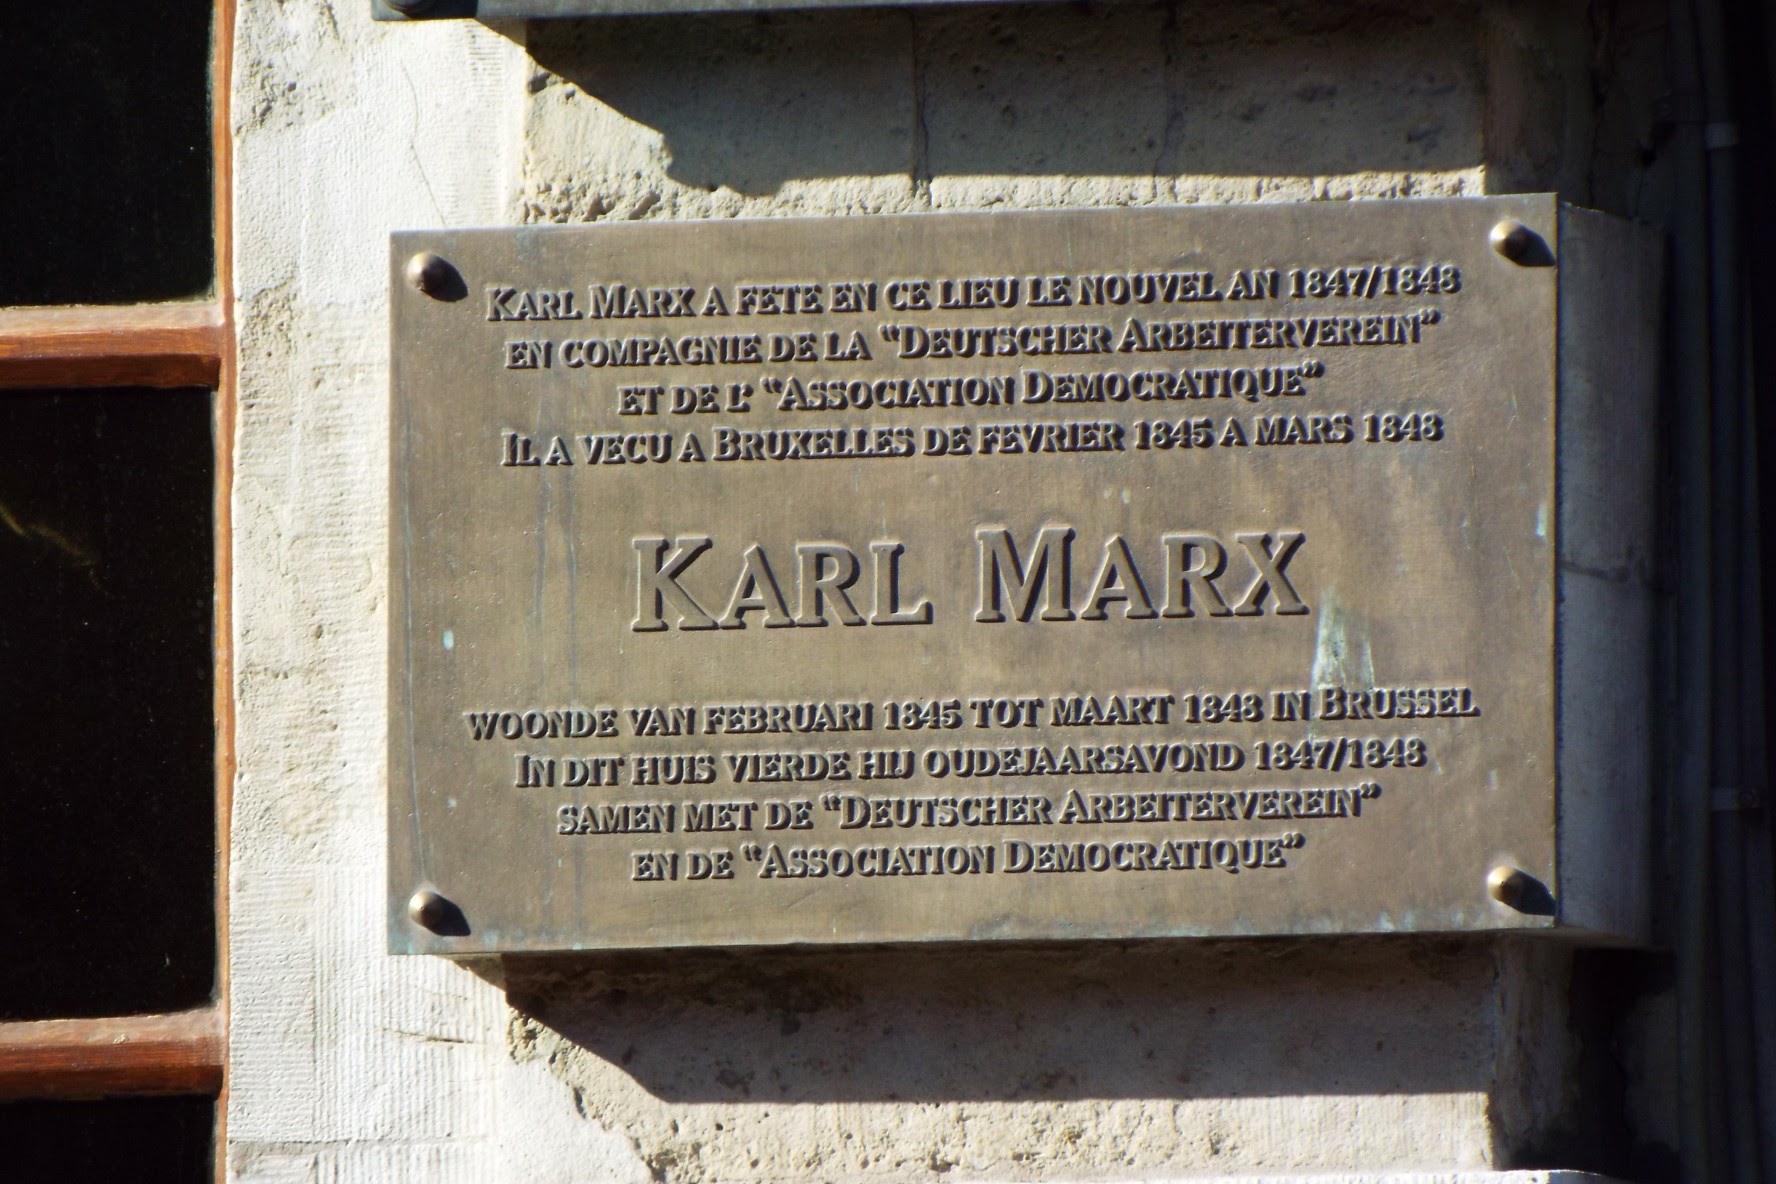 Karl Marx a fete en ce lieu le nouvel an 1847/1848
en compagnie de la “Deutscher Arbeiterverein”
et de l’ “Association Democratique”
Il a vecu a Bruxelles de fevrier 1845 a mars 1848
Karl Marx
woonde van februari 1845 tot maart 1848 in Brussel
In dit huis vierde hij oudejaarsavond 1847/1848
samen met de “Deutscher Arbeiterverein”
en de “Association Democratique”